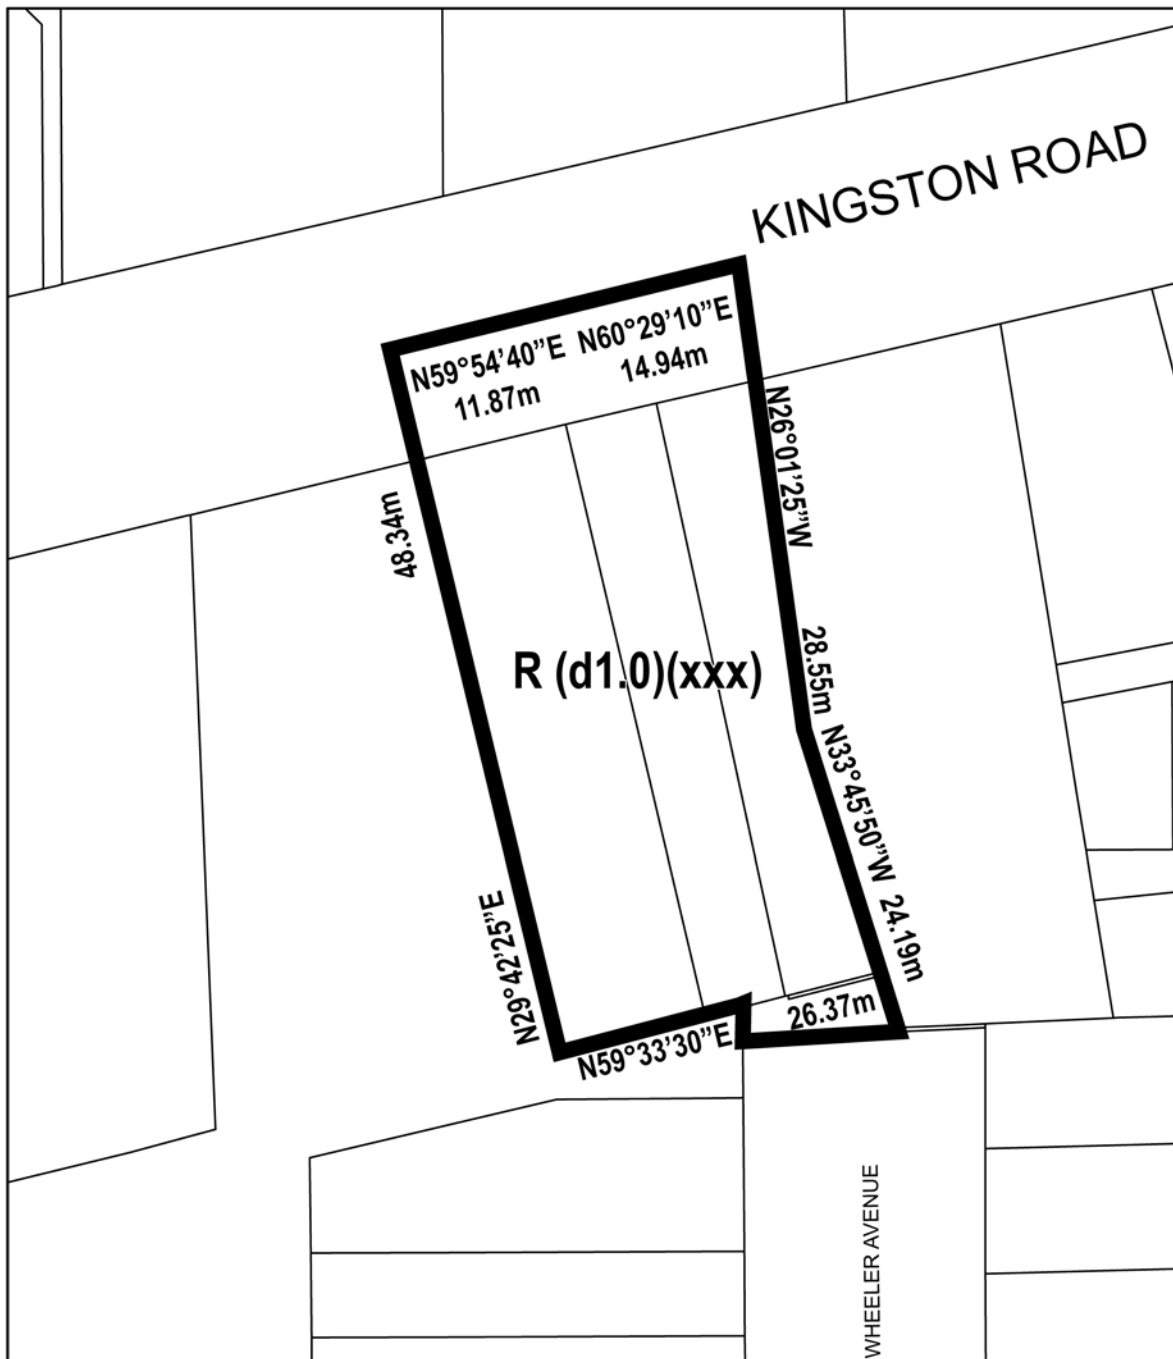 KINGSTON ROAD
N59°54’40”E N60°29’10”E
11.87m 14.94m
N26°01’25”W
48.34m
28.55m
R (d1.0)(xxx)
N33°45’50”W 24.19m
N29°42’25”E
26.37m
N59°33’30”E
WHEELER AVENUE